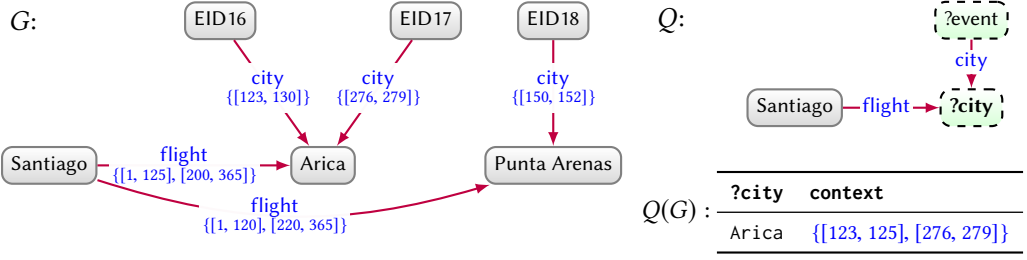 G:
EID16
EID17
EID18
city
{[123, 130]}
city
{[276, 279]}
city
{[150, 152]}
Santiago
flight
{[1, 125], [200, 365]}
Arica
Punta Arenas
flight
{[1, 120], [220, 365]}
Q:
?event
city
Santiago
flight
?city
Q(G) :
?city context
Arica {[123, 125], [276, 279]}